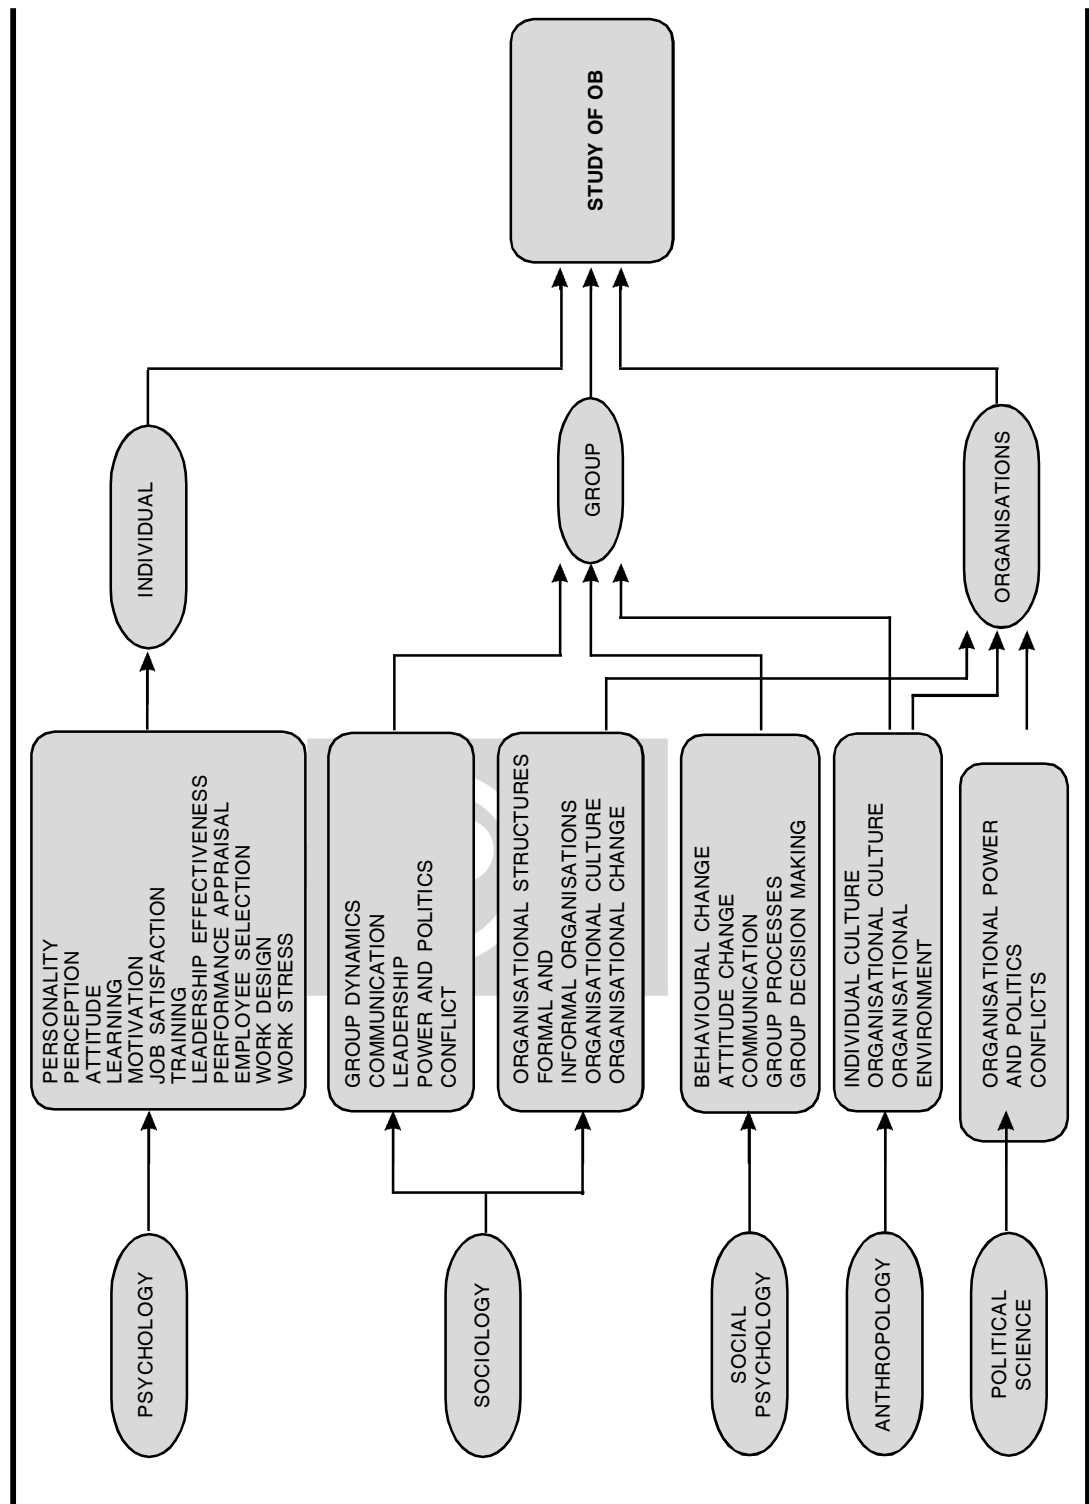 PSYCHOLOGY
PERSONALITY
PERCEPTION
ATTITUDE
LEARNING
MOTIVATION
JOB SATISFACTION
TRAINING
LEADERSHIP EFFECTIVENESS
PERFORMANCE APPRAISAL
EMPLOYEE SELECTION
WORK DESIGN
WORK STRESS
INDIVIDUAL
SOCIOLOGY
GROUP DYNAMICS
COMMUNICATION
LEADERSHIP
POWER AND POLITICS
CONFLICT
ORGANISATIONAL STRUCTURES
FORMAL AND
INFORMAL ORGANISATIONS
ORGANISATIONAL CULTURE
ORGANISATIONAL CHANGE
GROUP
STUDY OF OB
SOCIAL
PSYCHOLOGY
BEHAVIOURAL CHANGE
ATTITUDE CHANGE
COMMUNICATION
GROUP PROCESSES
GROUP DECISION MAKING
ANTHROPOLOGY
INDIVIDUAL CULTURE
ORGANISATIONAL CULTURE
ORGANISATIONAL
ENVIRONMENT
POLITICAL
SCIENCE
ORGANISATIONAL POWER
AND POLITICS
CONFLICTS
ORGANISATIONS